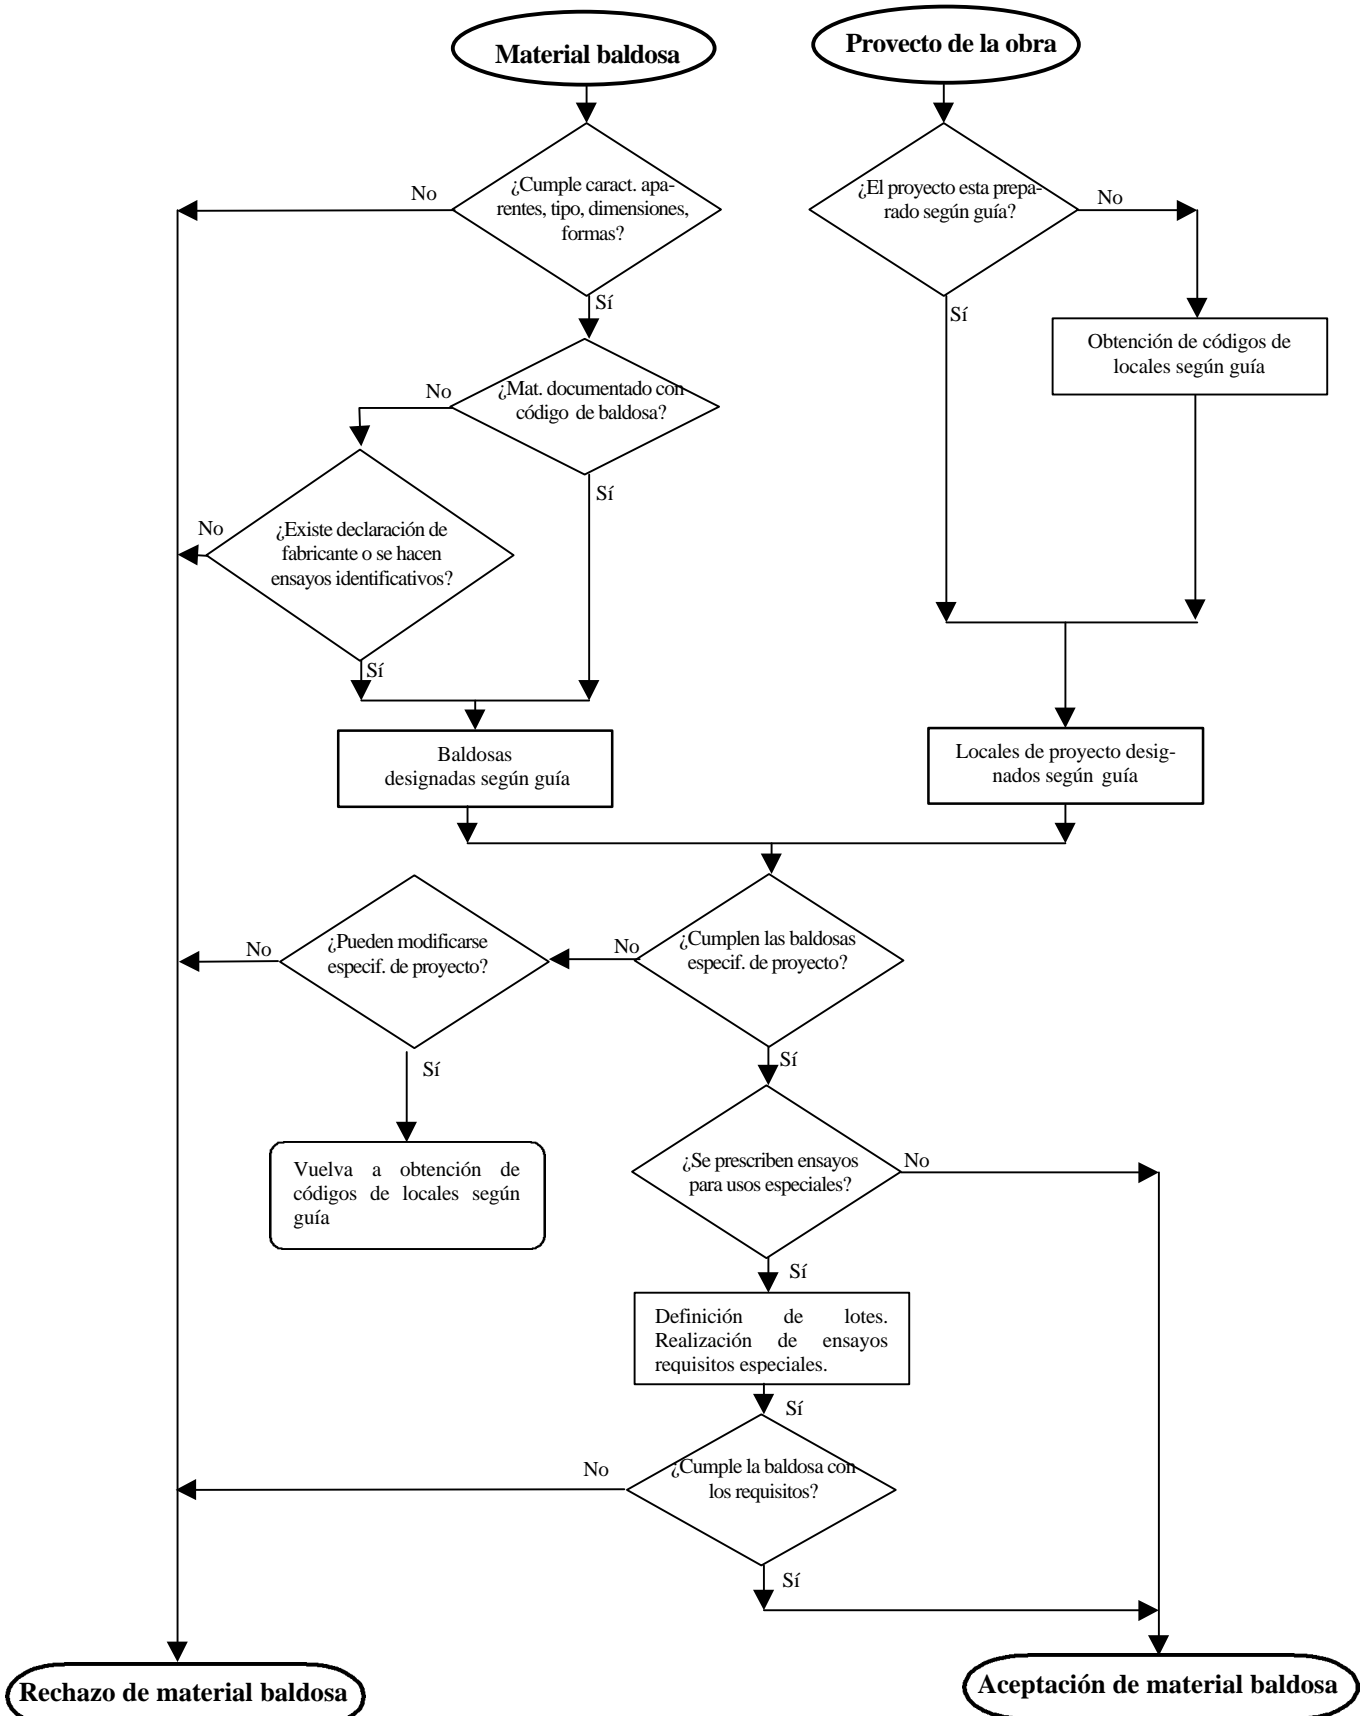 Material baldosa
Provecto de la obra
¿Cumple caract. apa-
rentes, tipo, dimensiones,
formas?
No
Sí
¿El proyecto esta prepa-
rado según guía?
No
Sí
Obtención de códigos de
locales según guía
¿Mat. documentado con
código de baldosa?
No
Sí
¿Existe declaración de
fabricante o se hacen
ensayos identificativos?
No
Sí
Baldosas
designadas según guía
Locales de proyecto desig-
nados según guía
¿Cumplen las baldosas
especif. de proyecto?
No
Sí
¿Pueden modificarse
especif. de proyecto?
No
Sí
Vuelva a obtención de
códigos de locales según
guía
¿Se prescriben ensayos
para usos especiales?
No
Sí
Definición de lotes.
Realización de ensayos
requisitos especiales.
Sí
¿Cumple la baldosa con
los requisitos?
No
Sí
Rechazo de material baldosa
Aceptación de material baldosa